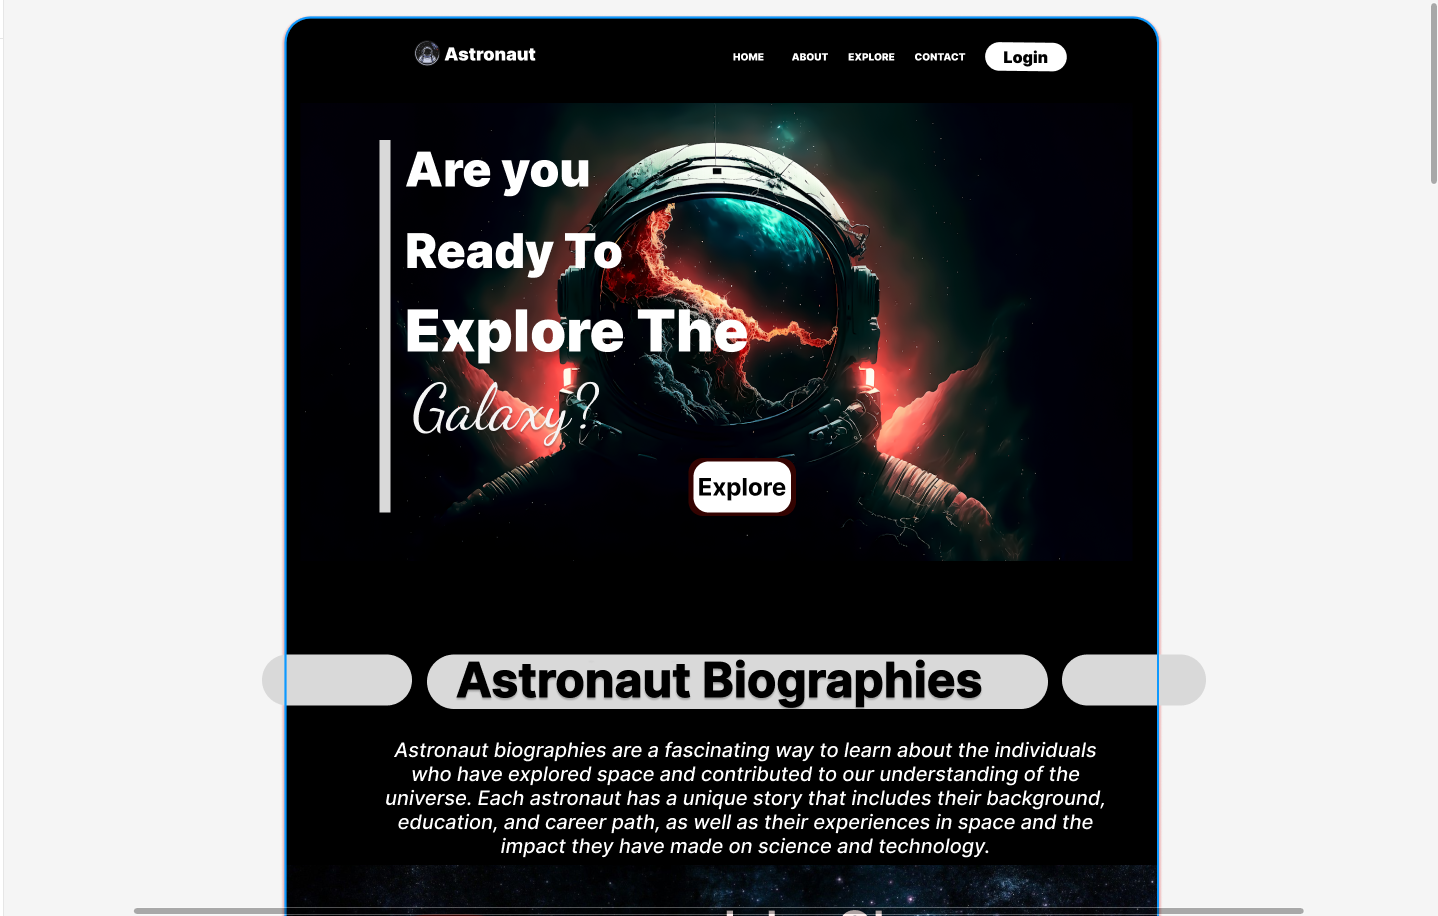 Astronaut
HOME ABOUT EXPLORE CONTACT Login
Are you
Ready To
Explore The
Galaxy?
Explore
Astronaut Biographies
Astronaut biographies are a fascinating way to learn about the individuals
who have explored space and contributed to our understanding of the
universe. Each astronaut has a unique story that includes their background,
education, and career path, as well as their experiences in space and the
impact they have made on science and technology.